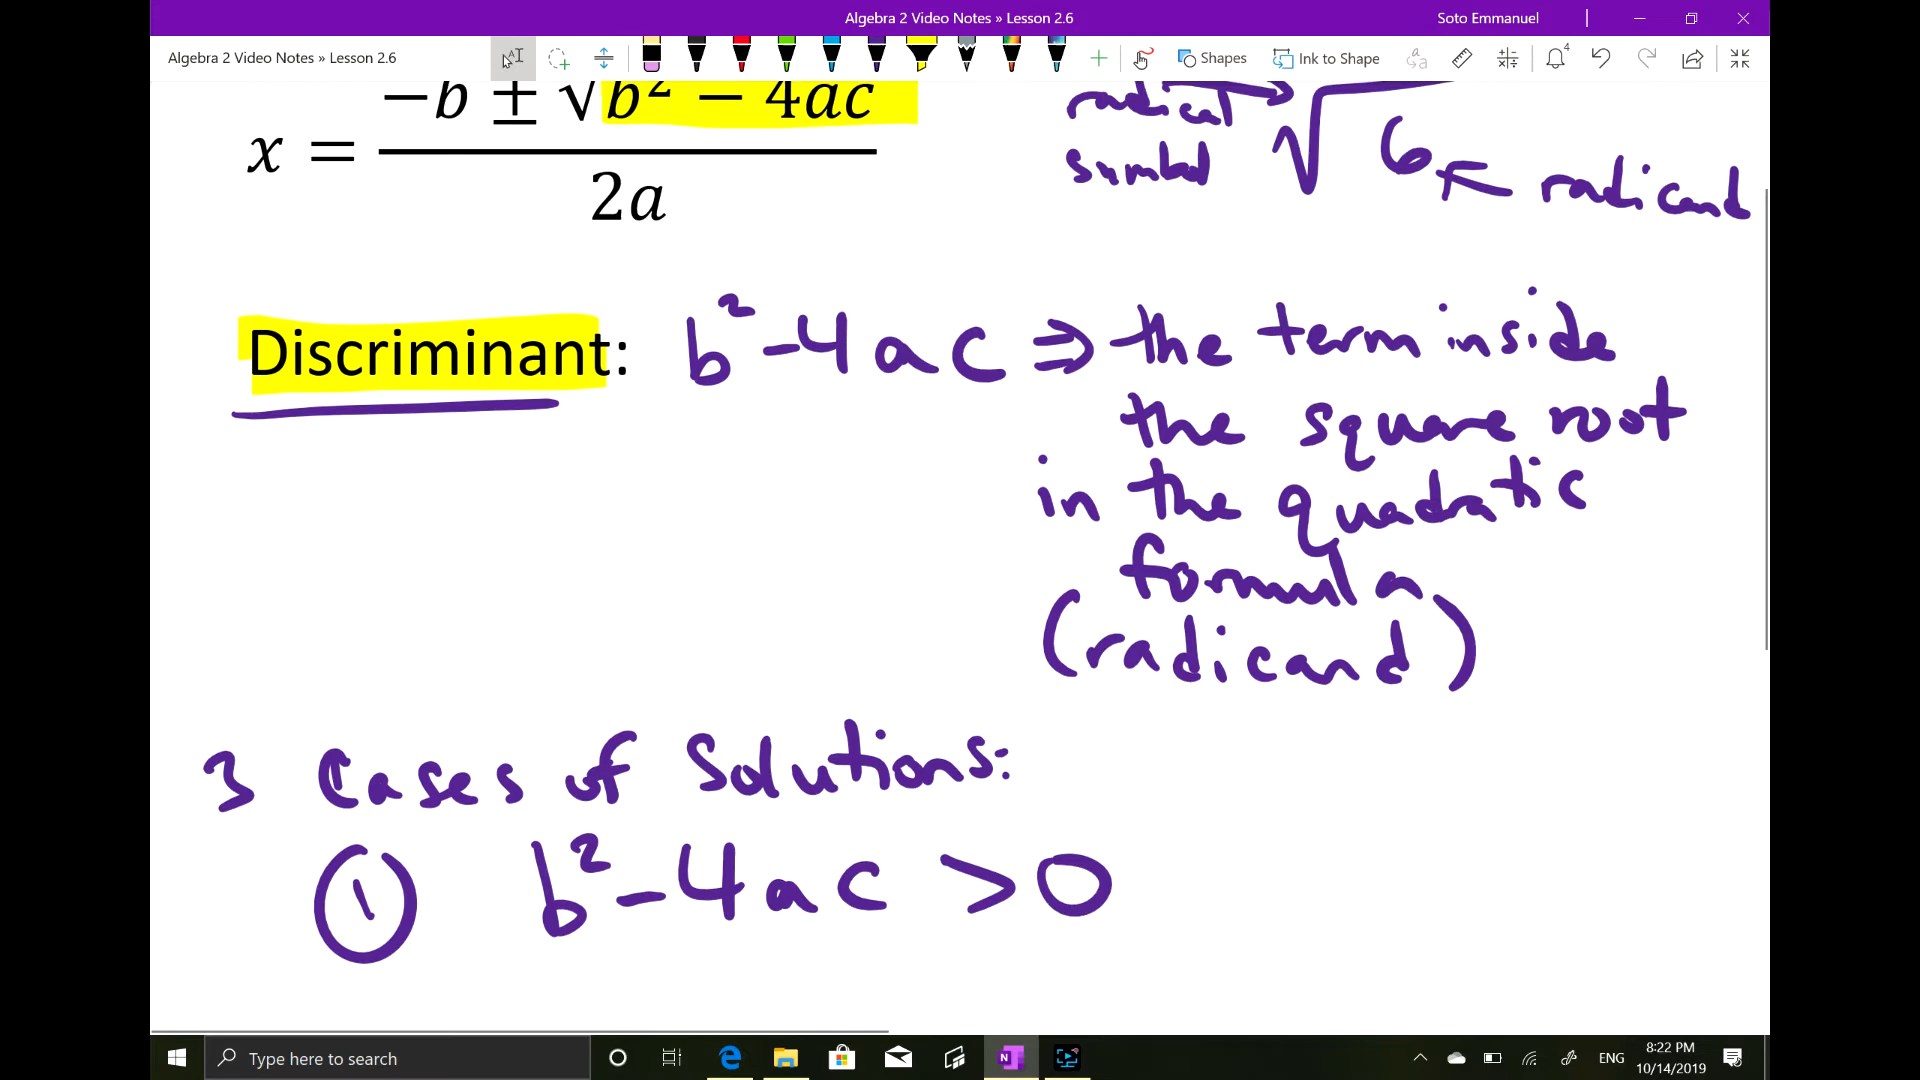 Algebra 2 Video Notes » Lesson 2.6
Soto Emmanuel
Algebra 2 Video Notes » Lesson 2.6
Shapes
Ink to Shape
4
x = (−b ± √b² − 4ac) / 2a
radical
symbol
√6
radicand
Discriminant: b² - 4ac ⇒ the term inside
the square root
in the quadratic
formula
(radicand)
3 Cases of Solutions:
① b² - 4ac > 0
Type here to search
ENG
8:22 PM
10/14/2019